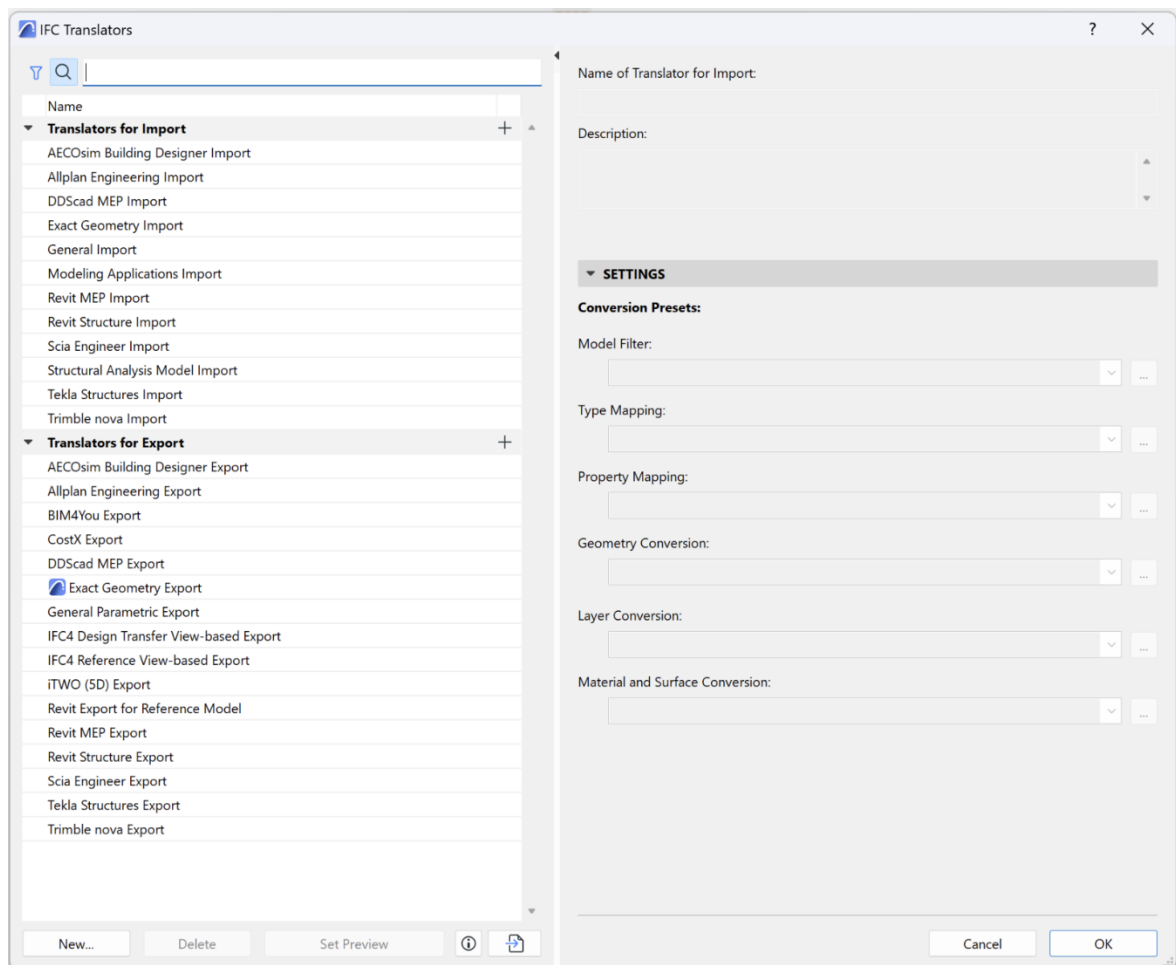 IFC Translators
?
Name
Translators for Import
AECOsim Building Designer Import
Allplan Engineering Import
DDScad MEP Import
Exact Geometry Import
General Import
Modeling Applications Import
Revit MEP Import
Revit Structure Import
Scia Engineer Import
Structural Analysis Model Import
Tekla Structures Import
Trimble nova Import
Translators for Export
AECOsim Building Designer Export
Allplan Engineering Export
BIM4You Export
CostX Export
DDScad MEP Export
Exact Geometry Export
General Parametric Export
IFC4 Design Transfer View-based Export
IFC4 Reference View-based Export
iTWO (5D) Export
Revit Export for Reference Model
Revit MEP Export
Revit Structure Export
Scia Engineer Export
Tekla Structures Export
Trimble nova Export
New...
Delete
Set Preview
Name of Translator for Import:
Description:
SETTINGS
Conversion Presets:
Model Filter:
...
Type Mapping:
...
Property Mapping:
...
Geometry Conversion:
...
Layer Conversion:
...
Material and Surface Conversion:
...
Cancel
OK